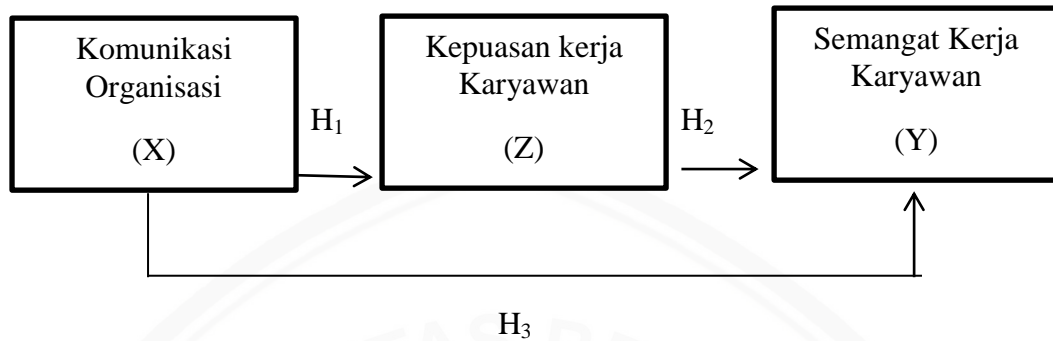 Komunikasi
Organisasi
(X)
H₁
Kepuasan kerja
Karyawan
(Z)
H₂
Semangat Kerja
Karyawan
(Y)
H₃